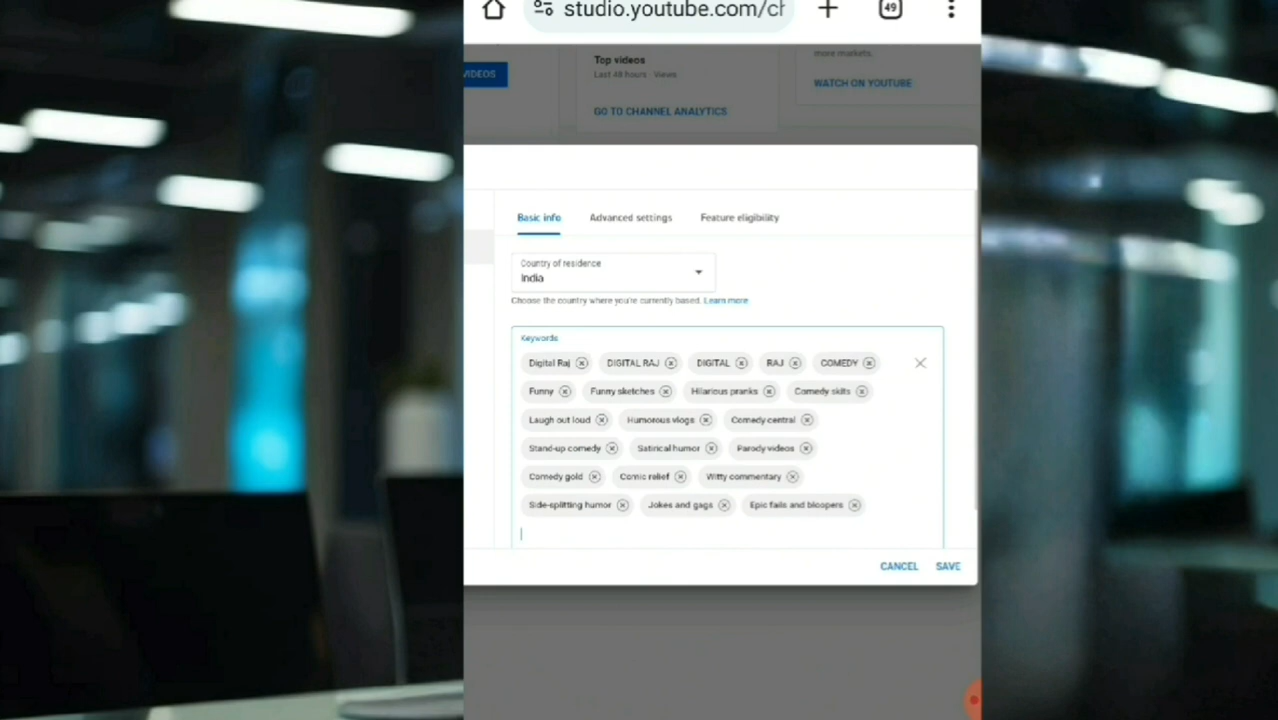 studio.youtube.com/ch
49
Top videos
more markets.
VIDEOS
Last 48 hours · Views
WATCH ON YOUTUBE
GO TO CHANNEL ANALYTICS
Basic info Advanced settings Feature eligibility
Country of residence
India
Choose the country where you're currently based. Learn more
Keywords
Digital Raj DIGITAL RAJ DIGITAL RAJ COMEDY
Funny Funny sketches Hilarious pranks Comedy skits
Laugh out loud Humorous vlogs Comedy central
Stand-up comedy Satirical humor Parody videos
Comedy gold Comic relief Witty commentary
Side-splitting humor Jokes and gags Epic fails and bloopers
CANCEL SAVE